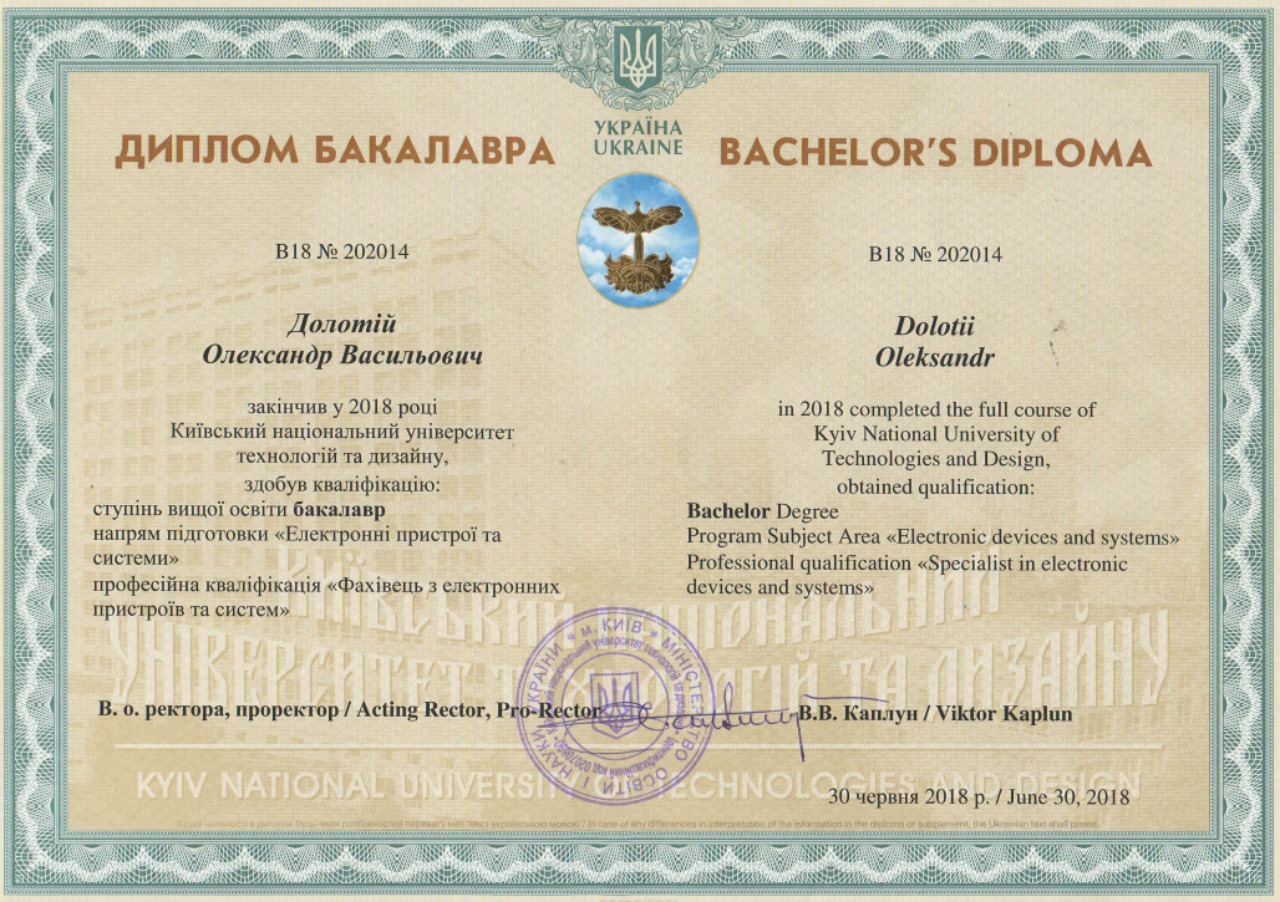 УКРАЇНА
UKRAINE
ДИПЛОМ БАКАЛАВРА
В18 № 202014
Долотій
Олександр Васильович
закінчив у 2018 році
Київський національний університет
технологій та дизайну,
здобув кваліфікацію:
ступінь вищої освіти бакалавр
напрям підготовки «Електронні пристрої та
системи»
професійна кваліфікація «Фахівець з електронних
пристроїв та систем»
BACHELOR'S DIPLOMA
B18 № 202014
Dolotii
Oleksandr
in 2018 completed the full course of
Kyiv National University of
Technologies and Design,
obtained qualification:
Bachelor Degree
Program Subject Area «Electronic devices and systems»
Professional qualification «Specialist in electronic
devices and systems»
КИЇВСЬКИЙ НАЦІОНАЛЬНИЙ
УНІВЕРСИТЕТ ТЕХНОЛОГІЙ ТА ДИЗАЙНУ
м. КИЇВ * МІНІСТЕРСТВО ОСВІТИ І НАУКИ УКРАЇНИ *
В. о. ректора, проректор / Acting Rector, Pro-Rector
В.В. Каплун / Viktor Kaplun
KYIV NATIONAL UNIVERSITY OF TECHNOLOGIES AND DESIGN
30 червня 2018 р. / June 30, 2018
In case of any differences in interpretation of the information in the diploma or supplement, the Ukrainian text shall prevail